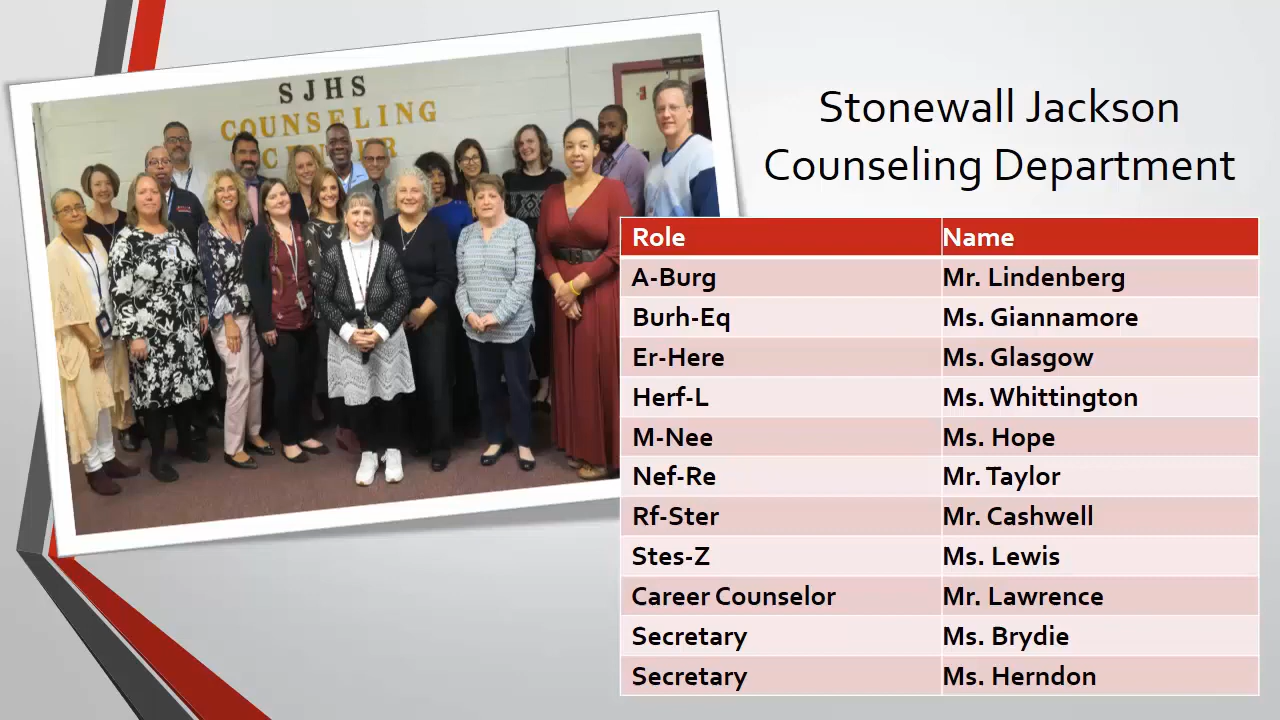 SJHS
COUNSELING
CENTER
Stonewall Jackson
Counseling Department
Role Name
A-Burg Mr. Lindenberg
Burh-Eq Ms. Giannamore
Er-Here Ms. Glasgow
Herf-L Ms. Whittington
M-Nee Ms. Hope
Nef-Re Mr. Taylor
Rf-Ster Mr. Cashwell
Stes-Z Ms. Lewis
Career Counselor Mr. Lawrence
Secretary Ms. Brydie
Secretary Ms. Herndon